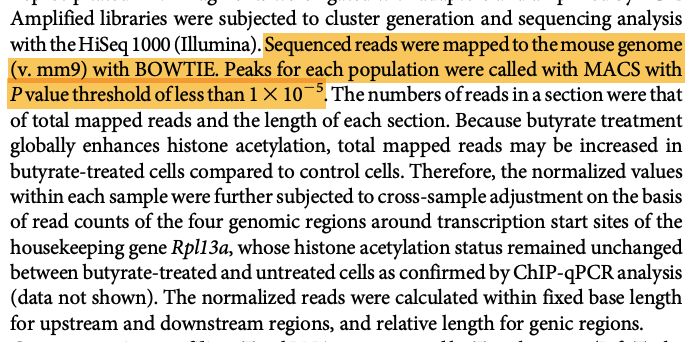 Amplified libraries were subjected to cluster generation and sequencing analysis
with the HiSeq 1000 (Illumina). Sequenced reads were mapped to the mouse genome
(v. mm9) with BOWTIE. Peaks for each population were called with MACS with
P value threshold of less than 1 × 10⁻⁵. The numbers of reads in a section were that
of total mapped reads and the length of each section. Because butyrate treatment
globally enhances histone acetylation, total mapped reads may be increased in
butyrate-treated cells compared to control cells. Therefore, the normalized values
within each sample were further subjected to cross-sample adjustment on the basis
of read counts of the four genomic regions around transcription start sites of the
housekeeping gene Rpl13a, whose histone acetylation status remained unchanged
between butyrate-treated and untreated cells as confirmed by ChIP-qPCR analysis
(data not shown). The normalized reads were calculated within fixed base length
for upstream and downstream regions, and relative length for genic regions.